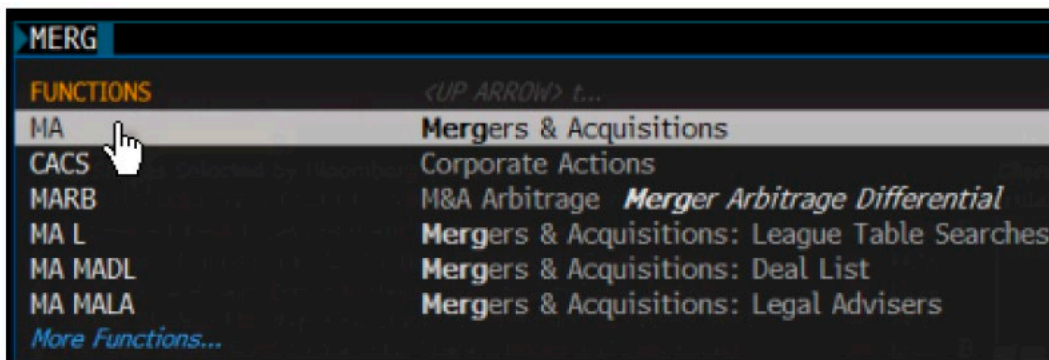 MERG
FUNCTIONS <UP ARROW> t...
MA Mergers & Acquisitions
CACS Corporate Actions
MARB M&A Arbitrage Merger Arbitrage Differential
MA L Mergers & Acquisitions: League Table Searches
MA MADL Mergers & Acquisitions: Deal List
MA MALA Mergers & Acquisitions: Legal Advisers
More Functions...